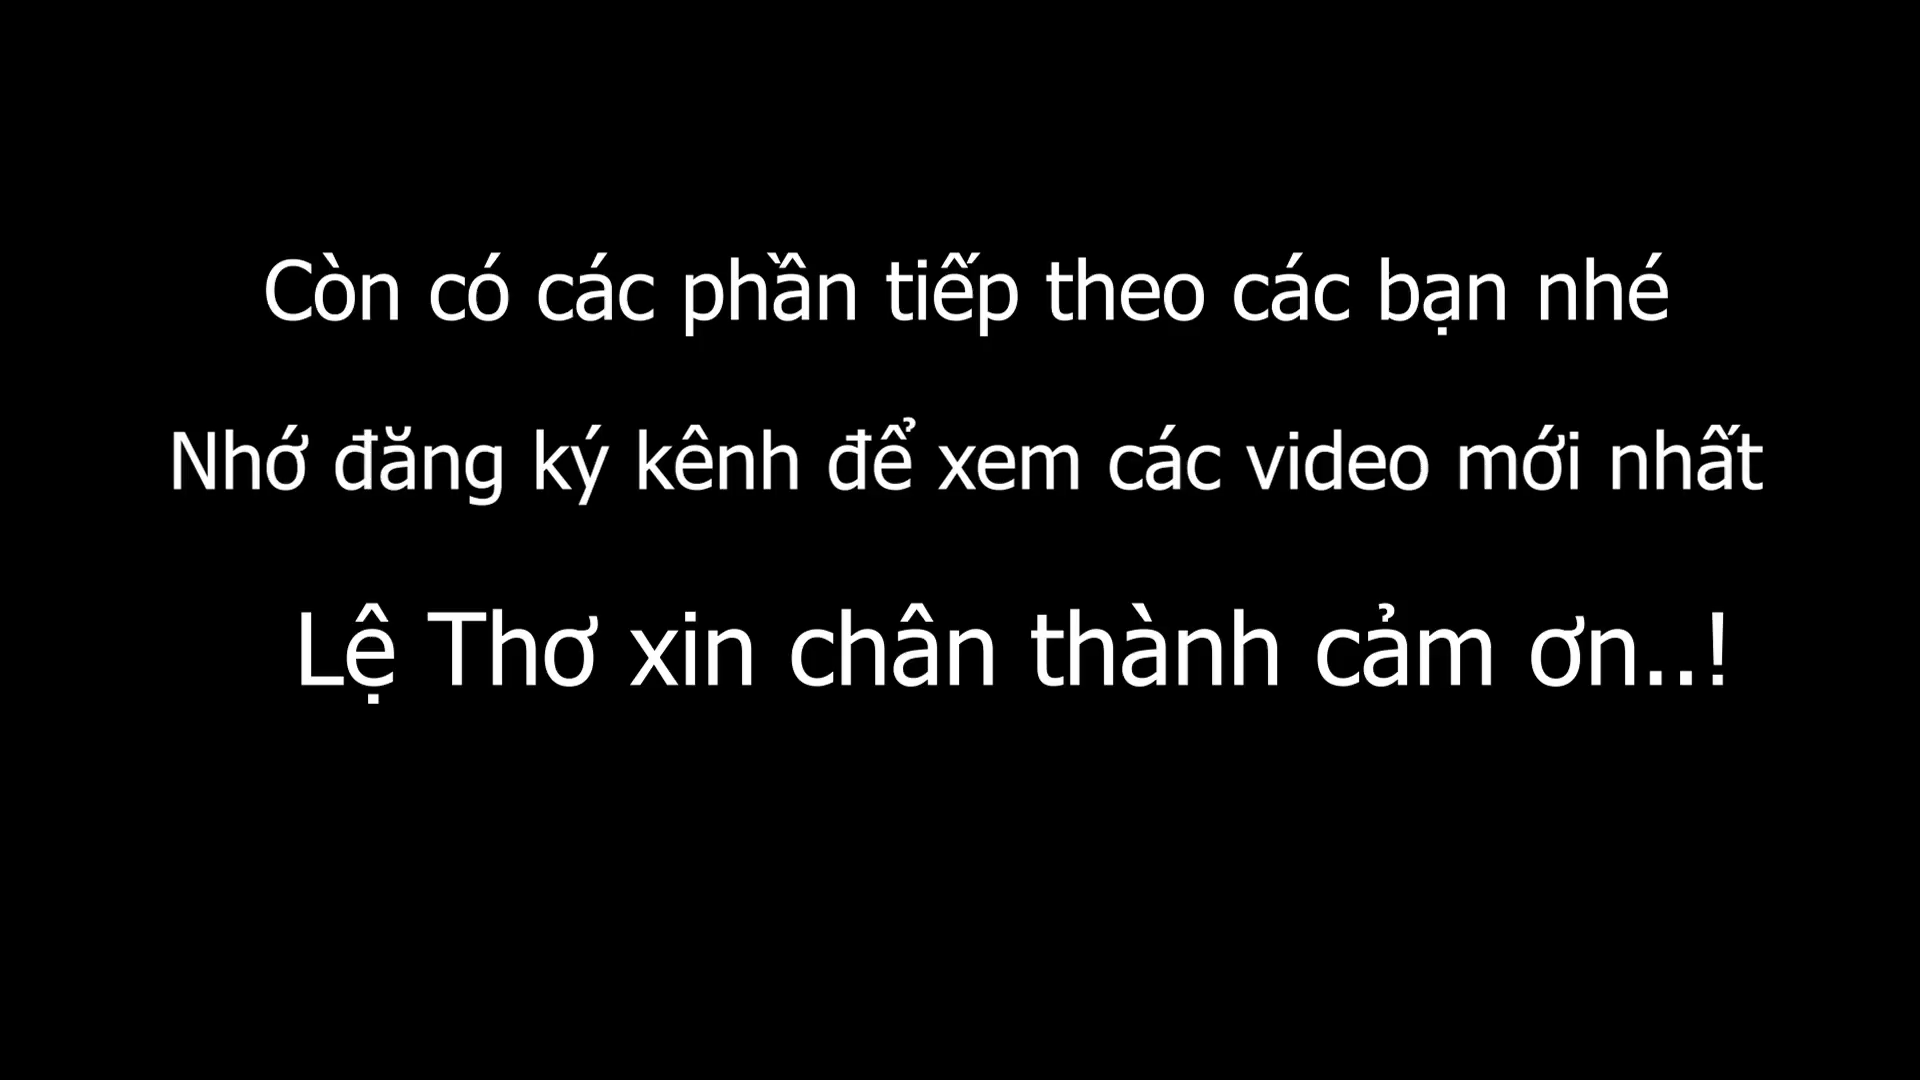 Còn có các phần tiếp theo các bạn nhé
Nhớ đăng ký kênh để xem các video mới nhất
Lệ Thơ xin chân thành cảm ơn..!